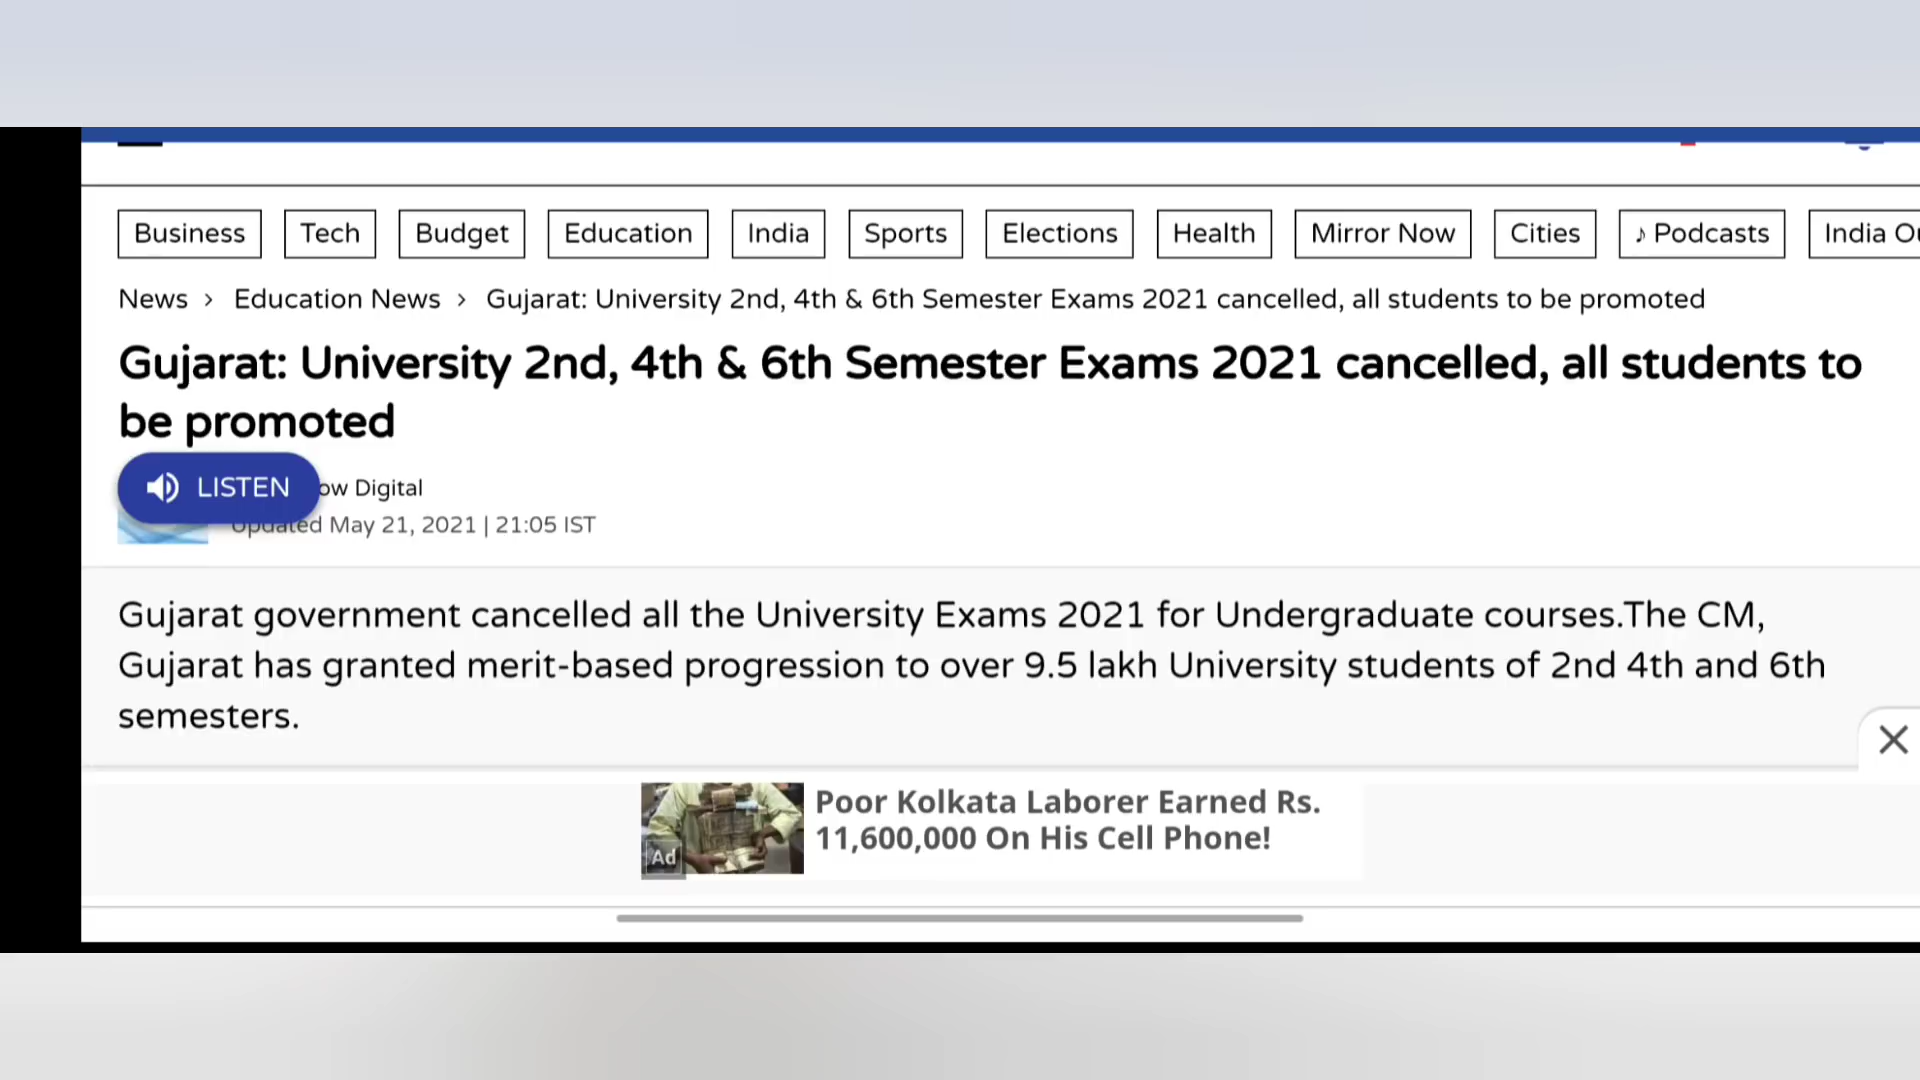 Business Tech Budget Education India Sports Elections Health Mirror Now Cities ♪ Podcasts India
News > Education News > Gujarat: University 2nd, 4th & 6th Semester Exams 2021 cancelled, all students to be promoted
Gujarat: University 2nd, 4th & 6th Semester Exams 2021 cancelled, all students to
be promoted
LISTEN Digital
Updated May 21, 2021 | 21:05 IST
Gujarat government cancelled all the University Exams 2021 for Undergraduate courses.The CM,
Gujarat has granted merit-based progression to over 9.5 lakh University students of 2nd 4th and 6th
semesters.
Poor Kolkata Laborer Earned Rs.
11,600,000 On His Cell Phone!
Ad